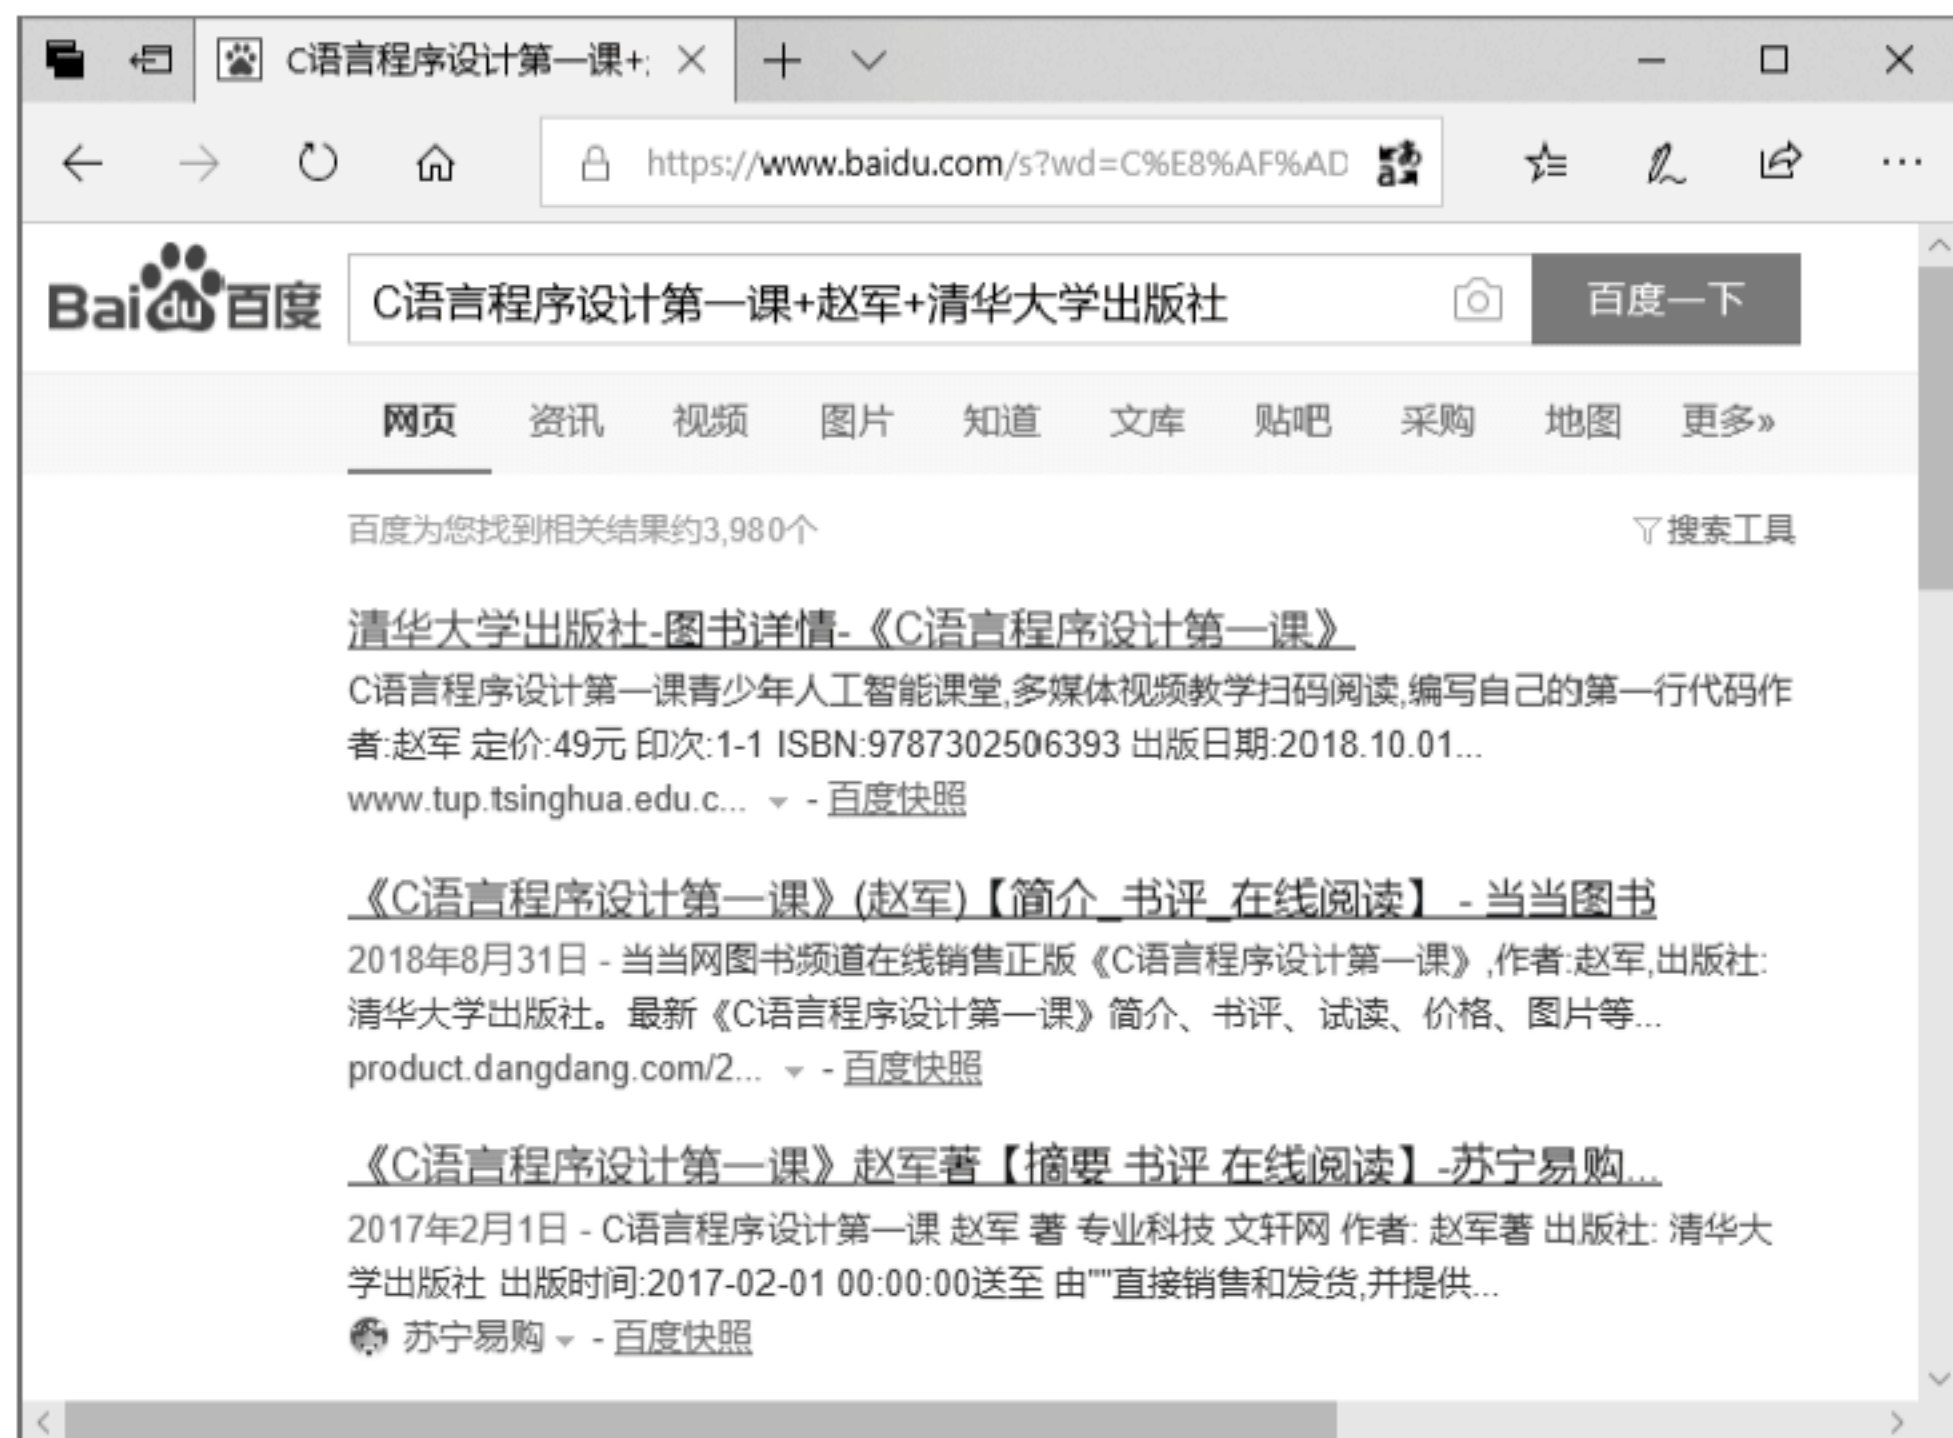 C语言程序设计第一课+;
https://www.baidu.com/s?wd=C%E8%AF%AD
Bai du 百度
C语言程序设计第一课+赵军+清华大学出版社
百度一下
网页 资讯 视频 图片 知道 文库 贴吧 采购 地图 更多»
百度为您找到相关结果约3,980个
搜索工具
清华大学出版社-图书详情-《C语言程序设计第一课》
C语言程序设计第一课青少年人工智能课堂,多媒体视频教学扫码阅读,编写自己的第一行代码作
者:赵军 定价:49元 印次:1-1 ISBN:9787302506393 出版日期:2018.10.01...
www.tup.tsinghua.edu.c... - 百度快照
《C语言程序设计第一课》(赵军)【简介_书评_在线阅读】 - 当当图书
2018年8月31日 - 当当网图书频道在线销售正版《C语言程序设计第一课》,作者:赵军,出版社:
清华大学出版社。最新《C语言程序设计第一课》简介、书评、试读、价格、图片等...
product.dangdang.com/2... - 百度快照
《C语言程序设计第一课》赵军著【摘要 书评 在线阅读】-苏宁易购...
2017年2月1日 - C语言程序设计第一课 赵军 著 专业科技 文轩网 作者: 赵军著 出版社: 清华大
学出版社 出版时间:2017-02-01 00:00:00送至 由""直接销售和发货,并提供...
苏宁易购 - 百度快照